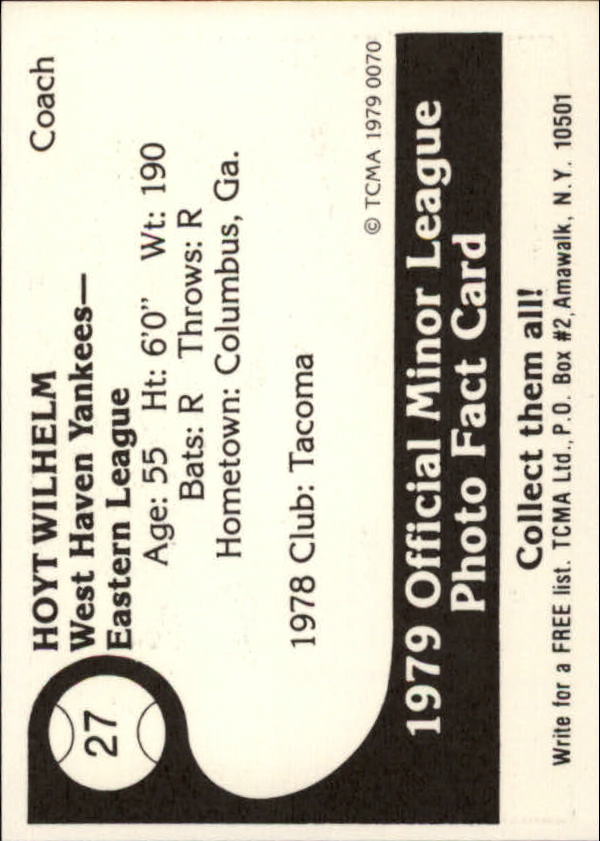 27
HOYT WILHELM Coach
West Haven Yankees—
Eastern League
Age: 55 Ht: 6'0" Wt: 190
Bats: R Throws: R
Hometown: Columbus, Ga.
1978 Club: Tacoma
© TCMA 1979 0070
1979 Official Minor League
Photo Fact Card
Collect them all!
Write for a FREE list. TCMA Ltd., P.O. Box #2, Amawalk, N.Y. 10501